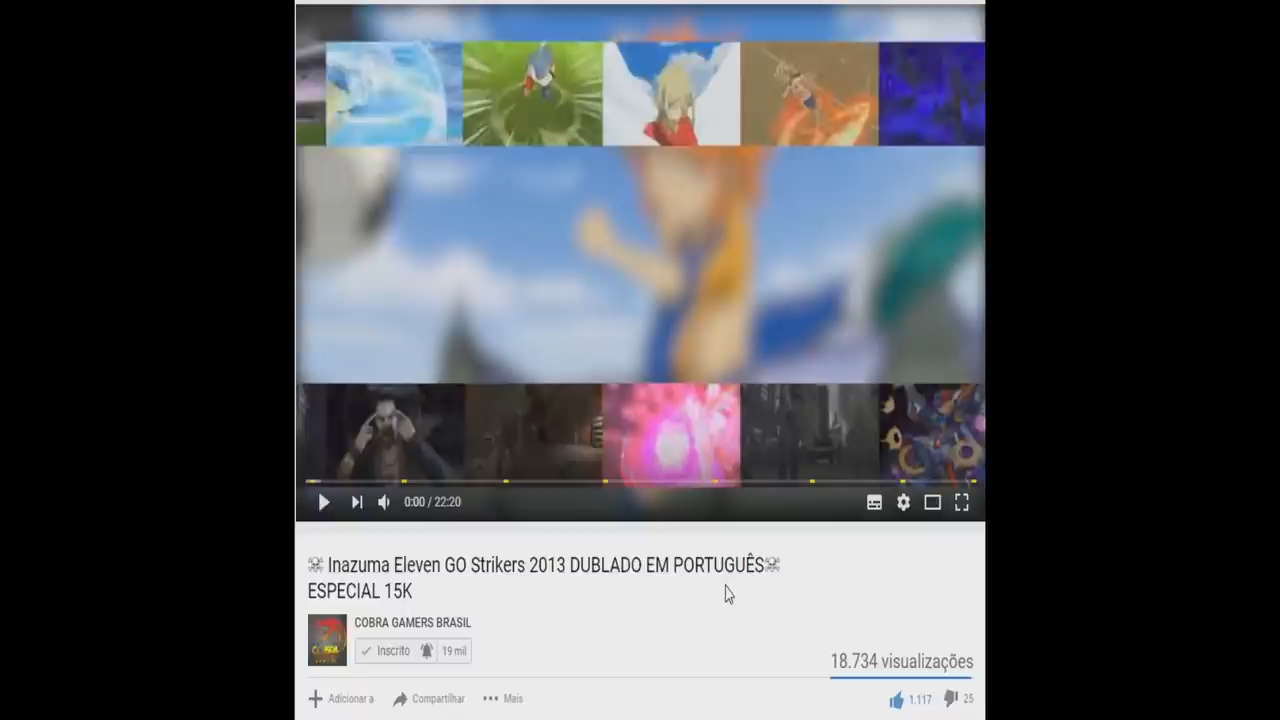 0:00 / 22:20
☠ Inazuma Eleven GO Strikers 2013 DUBLADO EM PORTUGUÊS☠
ESPECIAL 15K
COBRA GAMERS BRASIL
Inscrito 19 mil
18.734 visualizações
Adicionar a Compartilhar Mais 1.117 25